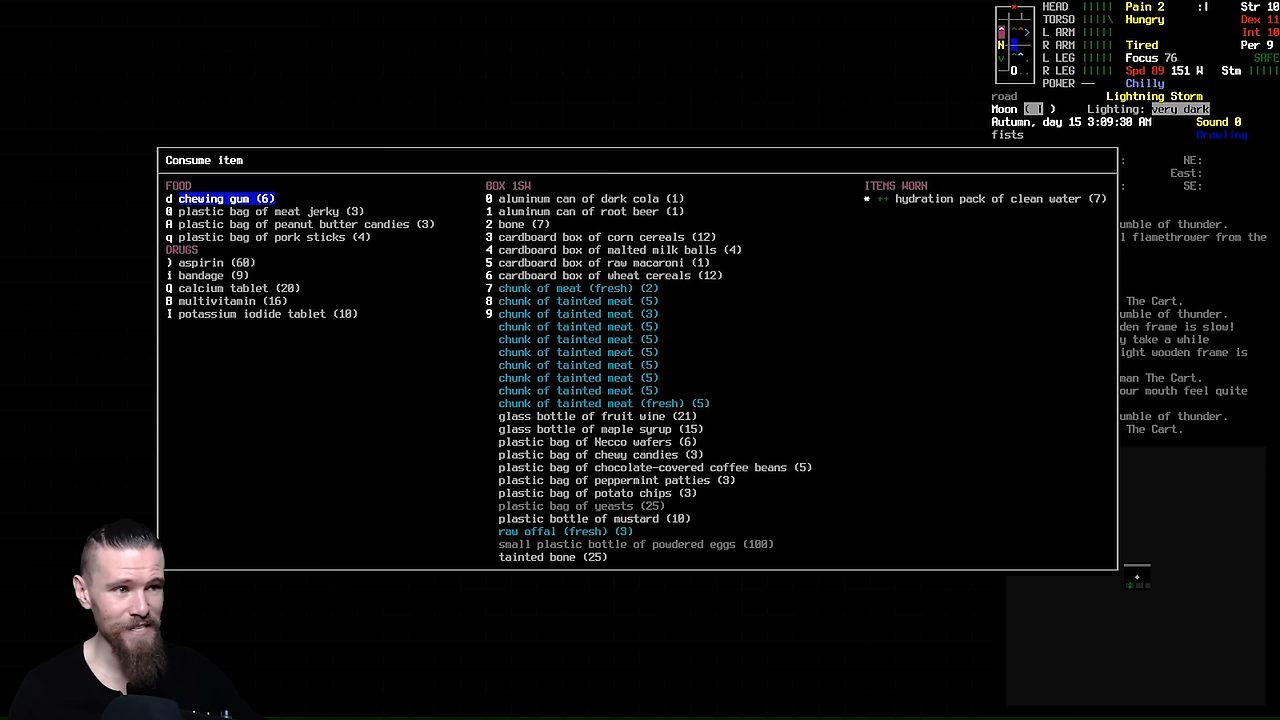 HEAD ||||| Pain 2 :| Str 10
TORSO ||||\ Hungry Dex 11
L ARM ||||| Int 10
R ARM ||||| Tired Per 9
L LEG ||||| Focus 76 SAFE
R LEG ||||| Spd 89 151 W Stm |||||
POWER -- Chilly
road Lightning Storm
Moon ( | ) Lighting: very dark
Autumn, day 15 3:09:30 AM Sound 0
fists Brawling
Consume item
: NE:
East:
: SE:
FOOD
d chewing gum (6)
@ plastic bag of meat jerky (3)
A plastic bag of peanut butter candies (3)
q plastic bag of pork sticks (4)
DRUGS
) aspirin (60)
i bandage (9)
Q calcium tablet (20)
B multivitamin (16)
I potassium iodide tablet (10)
BOX 1SW
0 aluminum can of dark cola (1)
1 aluminum can of root beer (1)
2 bone (7)
3 cardboard box of corn cereals (12)
4 cardboard box of malted milk balls (4)
5 cardboard box of raw macaroni (1)
6 cardboard box of wheat cereals (12)
7 chunk of meat (fresh) (2)
8 chunk of tainted meat (5)
9 chunk of tainted meat (3)
chunk of tainted meat (5)
chunk of tainted meat (5)
chunk of tainted meat (5)
chunk of tainted meat (5)
chunk of tainted meat (5)
chunk of tainted meat (5)
chunk of tainted meat (fresh) (5)
glass bottle of fruit wine (21)
glass bottle of maple syrup (15)
plastic bag of Necco wafers (6)
plastic bag of chewy candies (3)
plastic bag of chocolate-covered coffee beans (5)
plastic bag of peppermint patties (3)
plastic bag of potato chips (3)
plastic bag of yeasts (25)
plastic bottle of mustard (10)
raw offal (fresh) (3)
small plastic bottle of powdered eggs (100)
tainted bone (25)
ITEMS WORN
* ++ hydration pack of clean water (7)
umble of thunder.
l flamethrower from the
The Cart.
umble of thunder.
den frame is slow!
y take a while
ight wooden frame is
man The Cart.
our mouth feel quite
umble of thunder.
The Cart.